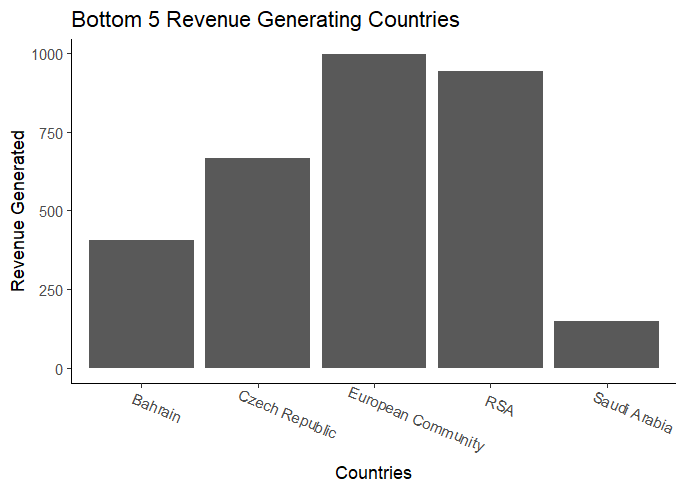 Bottom 5 Revenue Generating Countries
Revenue Generated
1000
750
500
250
0
Bahrain
Czech Republic
European Community
RSA
Saudi Arabia
Countries